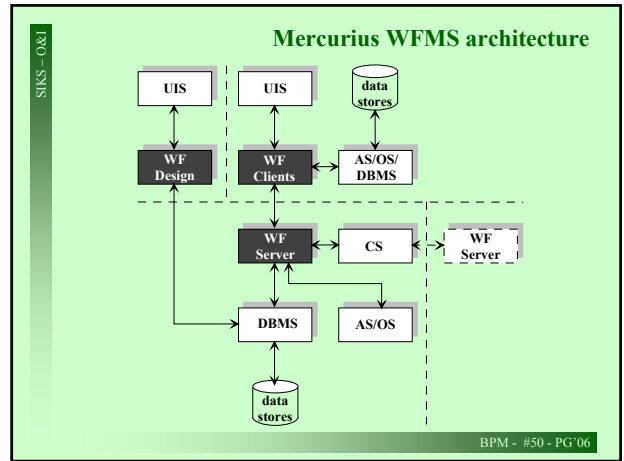 SIKS – O&I
Mercurius WFMS architecture
UIS
UIS
data
stores
WF
Design
WF
Clients
AS/OS/
DBMS
WF
Server
CS
WF
Server
DBMS
AS/OS
data
stores
BPM - #50 - PG'06